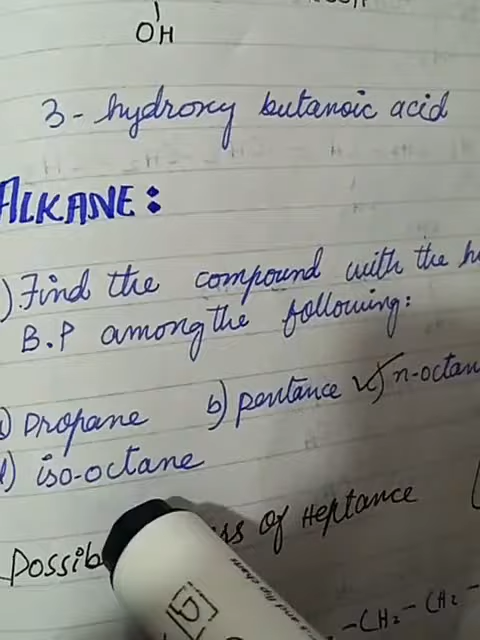 OH
3- hydroxy butanoic acid
ALKANE:
) Find the compound with the
B.P among the following:
a) Propane b) pentance c) n-octan
d) iso-octane
of Heptance
-CH2-CH2-